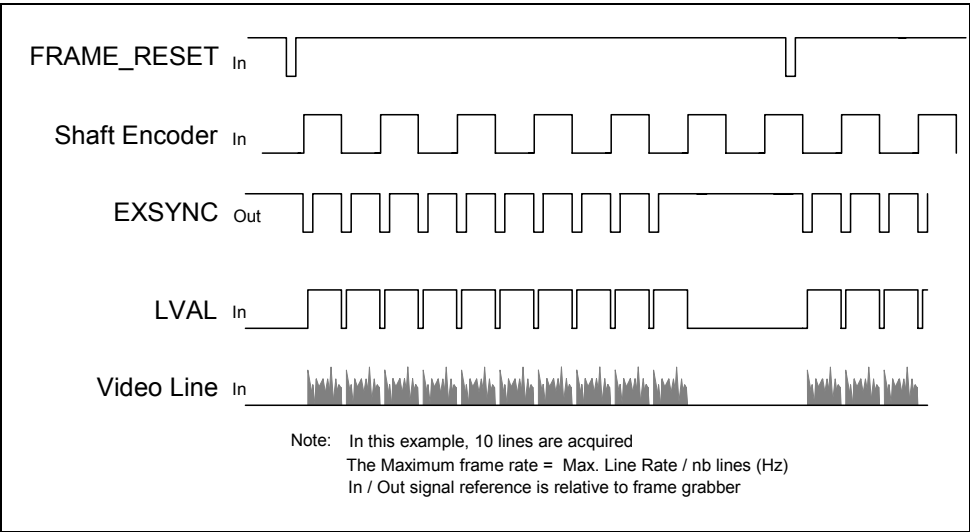 FRAME_RESET In
Shaft Encoder In
EXSYNC Out
LVAL In
Video Line In
Note: In this example, 10 lines are acquired
The Maximum frame rate = Max. Line Rate / nb lines (Hz)
In / Out signal reference is relative to frame grabber